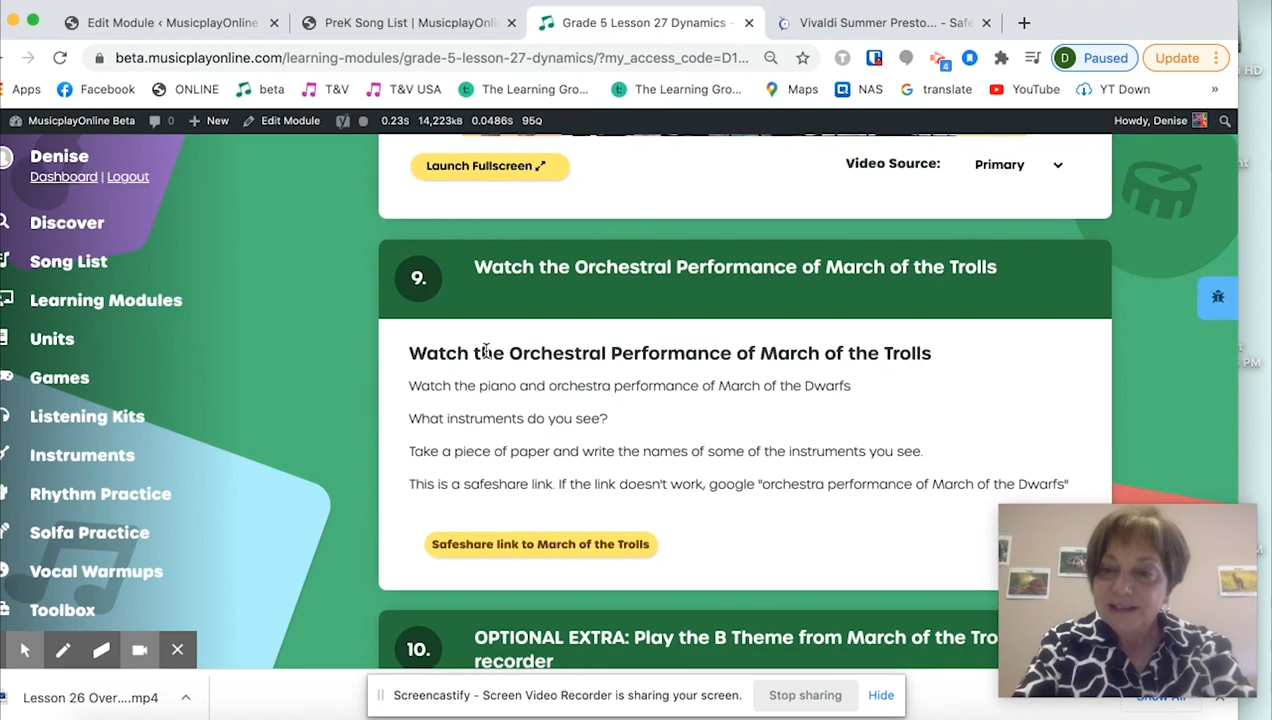 Edit Module ‹ MusicplayOnline
PreK Song List | MusicplayOnli
Grade 5 Lesson 27 Dynamics -
Vivaldi Summer Presto... - Safe
beta.musicplayonline.com/learning-modules/grade-5-lesson-27-dynamics/?my_access_code=D1...
4
D Paused
Update
Apps
Facebook
ONLINE
beta
T&V
T&V USA
The Learning Gro...
The Learning Gro...
Maps
NAS
translate
YouTube
YT Down
»
HD
MusicplayOnline Beta
0
New
Edit Module
0.23s
14,223kB
0.0486s
95Q
Howdy, Denise
Denise
Dashboard | Logout
Discover
Song List
Learning Modules
Units
Games
Listening Kits
Instruments
Rhythm Practice
Solfa Practice
Vocal Warmups
Toolbox
Launch Fullscreen
Video Source:
Primary
9.
Watch the Orchestral Performance of March of the Trolls
Watch the Orchestral Performance of March of the Trolls
Watch the piano and orchestra performance of March of the Dwarfs
What instruments do you see?
Take a piece of paper and write the names of some of the instruments you see.
This is a safeshare link. If the link doesn't work, google "orchestra performance of March of the Dwarfs"
Safeshare link to March of the Trolls
10.
OPTIONAL EXTRA: Play the B Theme from March of the Tro
recorder
Lesson 26 Over....mp4
Screencastify - Screen Video Recorder is sharing your screen.
Stop sharing
Hide
Show All